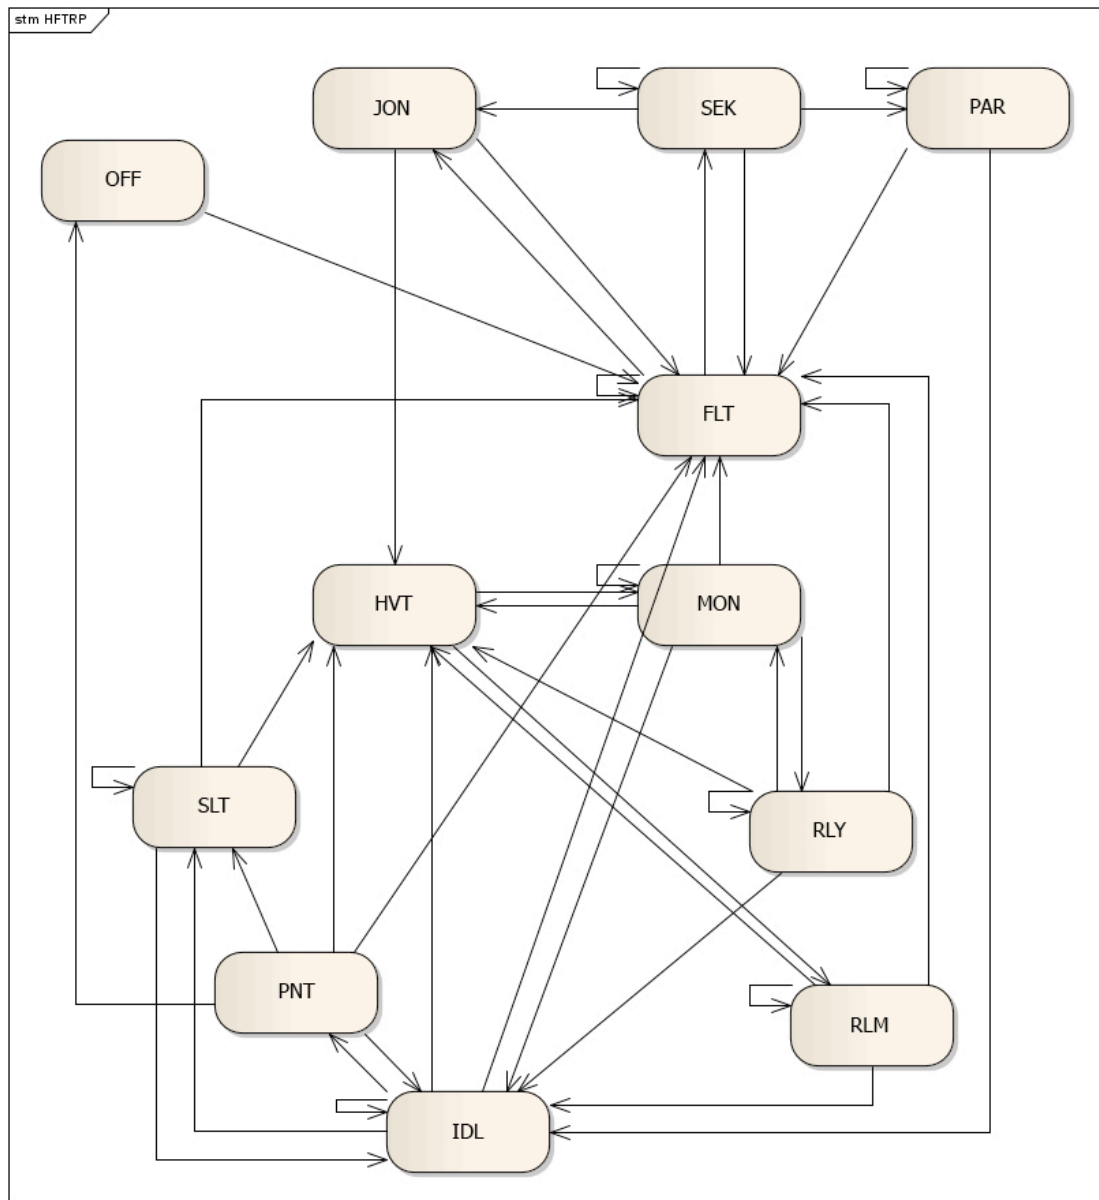 stm HFTRP
JON
SEK
PAR
OFF
FLT
HVT
MON
SLT
RLY
PNT
RLM
IDL